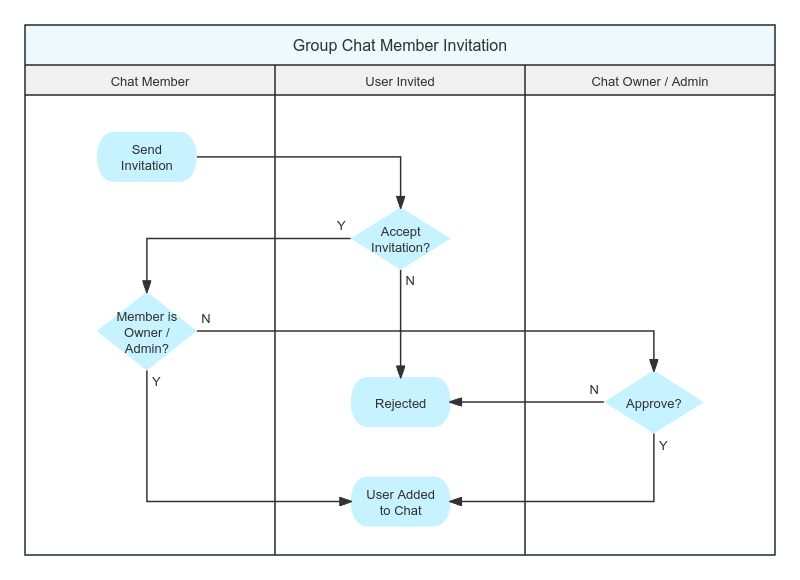 Group Chat Member Invitation
Chat Member
User Invited
Chat Owner / Admin
Send
Invitation
Accept
Invitation?
Y
N
Member is
Owner /
Admin?
N
Y
Rejected
Approve?
N
Y
User Added
to Chat